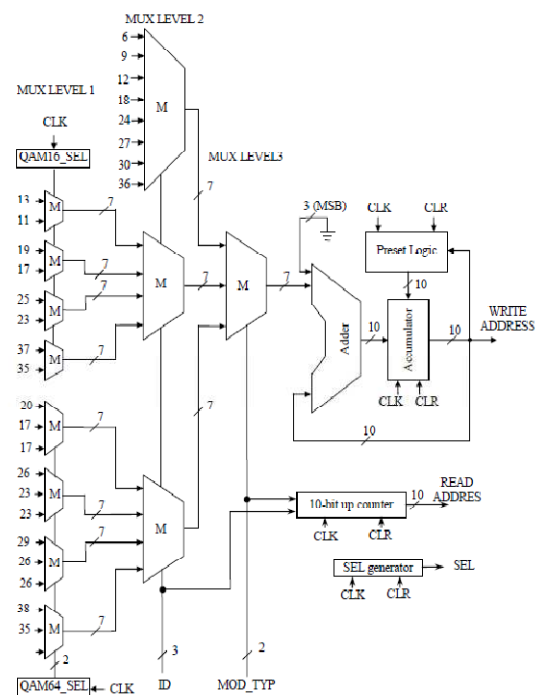 MUX LEVEL 2
6
9
12
18
24
27
30
36
M
MUX LEVEL 1
CLK
QAM16_SEL
MUX LEVEL3
7
13
11
M
7
19
17
M
7
25
23
M
7
37
35
M
7
M
7
M
7
3 (MSB)
Adder
10
CLK
CLR
Preset Logic
10
Accumulator
CLK
CLR
10
WRITE
ADDRESS
10
20
17
17
M
7
26
23
23
M
7
29
26
26
M
7
38
35
M
7
M
7
10-bit up counter
CLK
CLR
10
READ
ADDRES
SEL generator
CLK
CLR
SEL
2
QAM64_SEL
CLK
3
ID
2
MOD_TYP